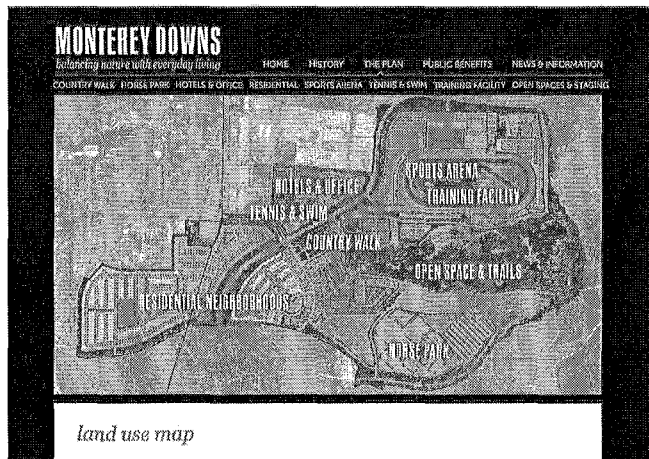 MONTEREY DOWNS
balancing nature with everyday living
HOME HISTORY THE PLAN PUBLIC BENEFITS NEWS & INFORMATION
COUNTRY WALK HORSE PARK HOTELS & OFFICE RESIDENTIAL SPORTS ARENA TENNIS & SWIM TRAINING FACILITY OPEN SPACES & STAGING
SPORTS ARENA
HOTELS & OFFICE
TRAINING FACILITY
TENNIS & SWIM
COUNTRY WALK
OPEN SPACE & TRAILS
RESIDENTIAL NEIGHBORHOODS
HORSE PARK
land use map